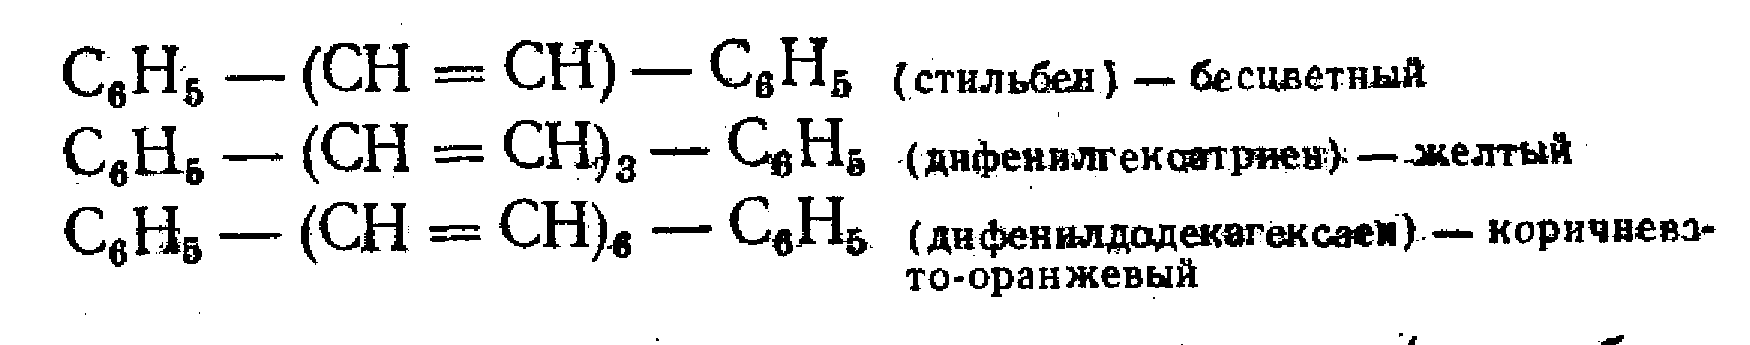 C₆H₅ — (CH = CH) — C₆H₅ (стильбен) — бесцветный
C₆H₅ — (CH = CH)₃ — C₆H₅ (дифенилгексатриен) — желтый
C₆H₅ — (CH = CH)₆ — C₆H₅ (дифенилдодекагексаен) — коричнева-
то-оранжевый